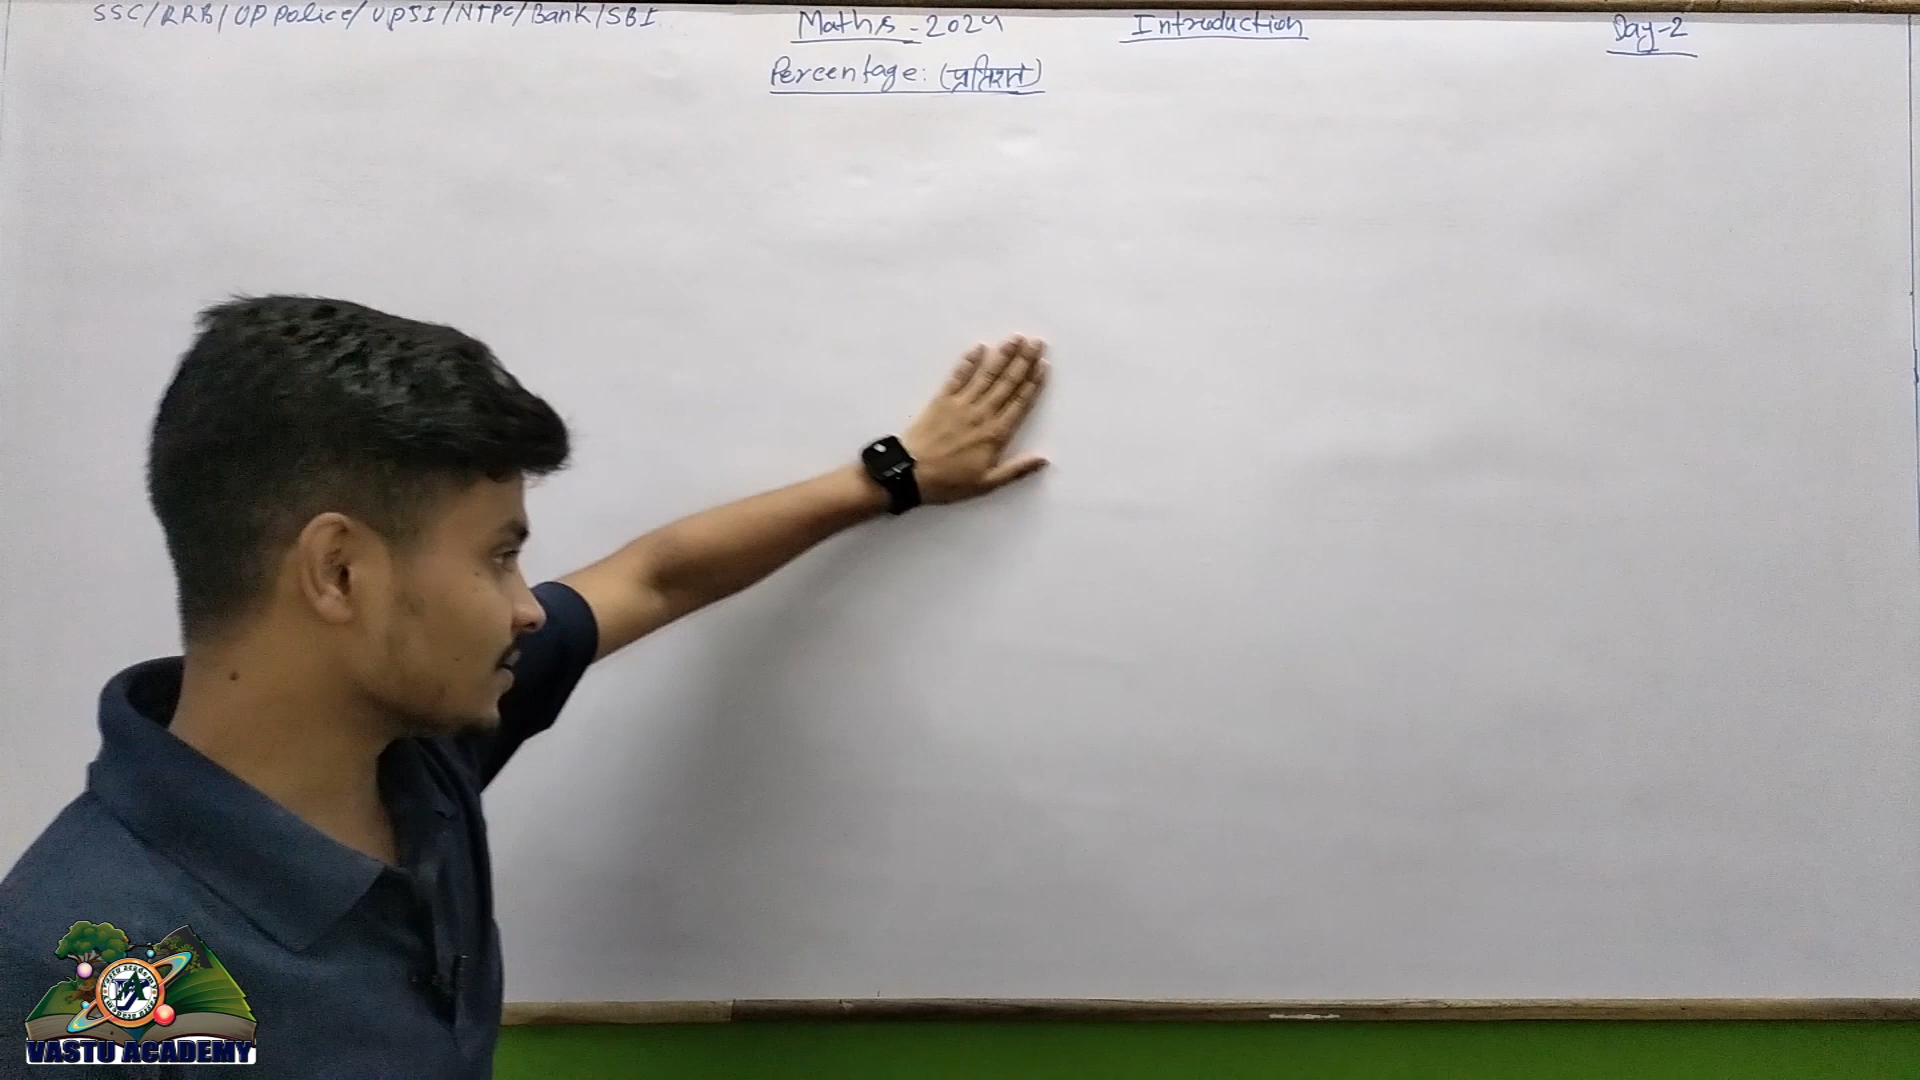 SSC/RRB/UP Police/UPSI/NTPC/Bank/SBI Maths-2024 Introduction Day-2
Percentage: (प्रतिशत)
VASTU ACADEMY